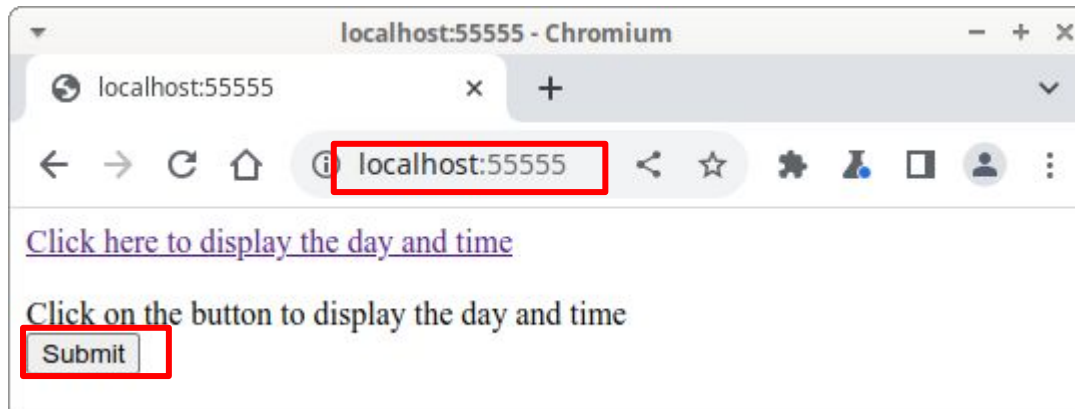 localhost:55555 - Chromium
localhost:55555
localhost:55555
Click here to display the day and time
Click on the button to display the day and time
Submit